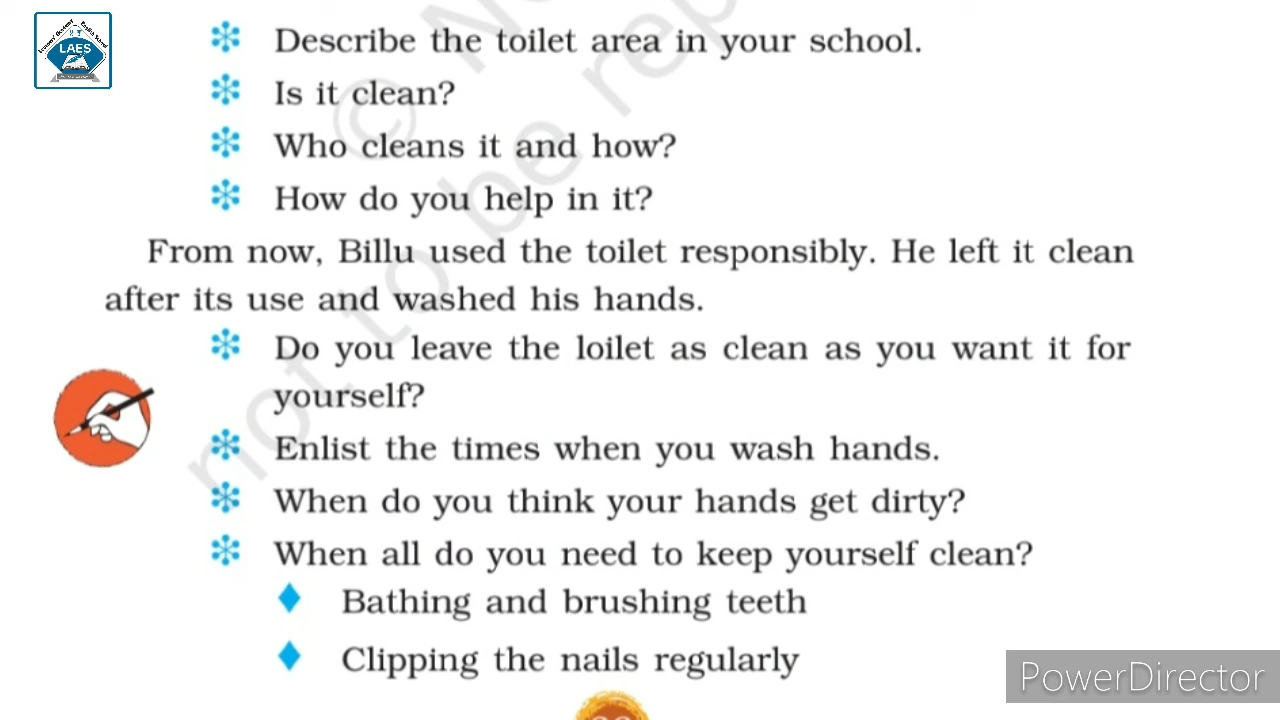 LAES
Describe the toilet area in your school.
Is it clean?
Who cleans it and how?
How do you help in it?
From now, Billu used the toilet responsibly. He left it clean
after its use and washed his hands.
Do you leave the loilet as clean as you want it for
yourself?
Enlist the times when you wash hands.
When do you think your hands get dirty?
When all do you need to keep yourself clean?
Bathing and brushing teeth
Clipping the nails regularly
PowerDirector